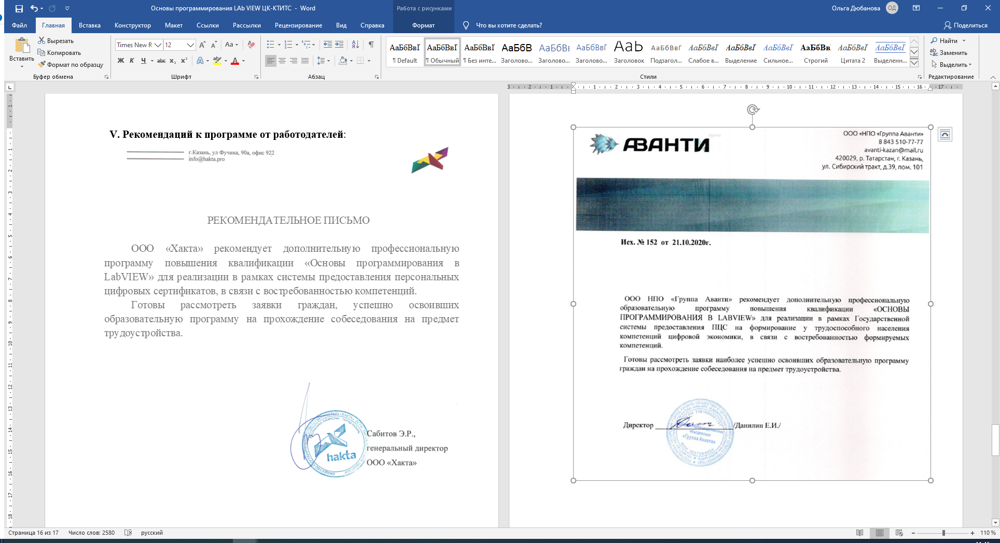 Основы программирования LAb VIEW ЦК-КТИТС - Word
Работа с рисунками
Ольга Дюбанова
ОД
Файл
Главная
Вставка
Конструктор
Макет
Ссылки
Рассылки
Рецензирование
Вид
Справка
Формат
Что вы хотите сделать?
Поделиться
Вставить
Вырезать
Копировать
Формат по образцу
Буфер обмена
Times New R
12
Шрифт
Абзац
АаБбВвГ
¶ Default
АаБбВвГ
¶ Обычный
АаБбВвГ
¶ Без инте...
АаБбВ
Заголово...
АаБбВв
Заголово...
АаБбВвГ
Заголово...
АаЬ
Заголовок
АаБбВвГ
Подзагол...
АаБбВвГ
Слабое в...
АаБбВвГ
Выделение
АаБбВвГ
Сильное...
АаБбВв
Строгий
АаБбВвГ
Цитата 2
АаБбВвГ
Выделенн...
Стили
Найти
Заменить
Выделить
Редактирование
V. Рекомендаций к программе от работодателей:
г.Казань, ул Фучика, 90а, офис 922
info@hakta.pro
РЕКОМЕНДАТЕЛЬНОЕ ПИСЬМО
ООО «Хакта» рекомендует дополнительную профессиональную
программу повышения квалификации «Основы программирования в
LabVIEW» для реализации в рамках системы предоставления персональных
цифровых сертификатов, в связи с востребованностью компетенций.
Готовы рассмотреть заявки граждан, успешно освоивших
образовательную программу на прохождение собеседования на предмет
трудоустройства.
hakta
Сабитов Э.Р.,
генеральный директор
ООО «Хакта»
группа
АВАНТИ
ООО «НПО «Группа Аванти»
8 843 510-77-77
avanti-kazan@mail.ru
420029, р. Татарстан, г. Казань,
ул. Сибирский тракт, д.39, пом. 101
Исх. № 152 от 21.10.2020г.
ООО НПО «Группа Аванти» рекомендует дополнительную профессиональную
образовательную программу повышения квалификации «ОСНОВЫ
ПРОГРАММИРОВАНИЯ В LABVIEW» для реализации в рамках Государственной
системы предоставления ПЦС на формирование у трудоспособного населения
компетенций цифровой экономики, в связи с востребованностью формируемых
компетенций.
Готовы рассмотреть заявки наиболее успешно освоивших образовательную программу
граждан на прохождение собеседования на предмет трудоустройства.
Директор
/Данилин Е.И./
«Группа Аванти»
Страница 16 из 17
Число слов: 2580
русский
110 %